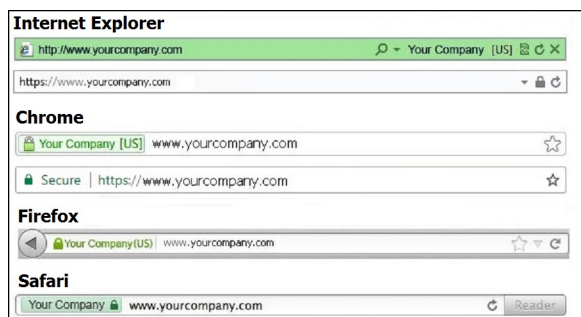 Internet Explorer
http://www.yourcompany.com Your Company [US]
https://www.yourcompany.com
Chrome
Your Company [US] www.yourcompany.com
Secure | https://www.yourcompany.com
Firefox
Your Company(US) www.yourcompany.com
Safari
Your Company www.yourcompany.com Reader